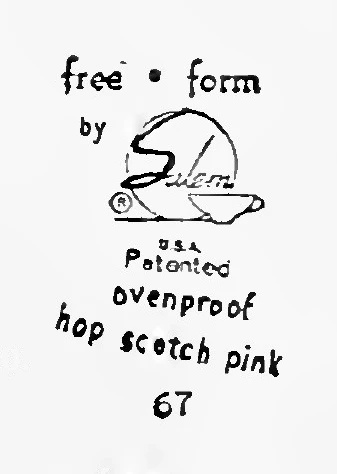 free • form
by
Salem
®
U.S.A.
Patented
ovenproof
hop scotch pink
67